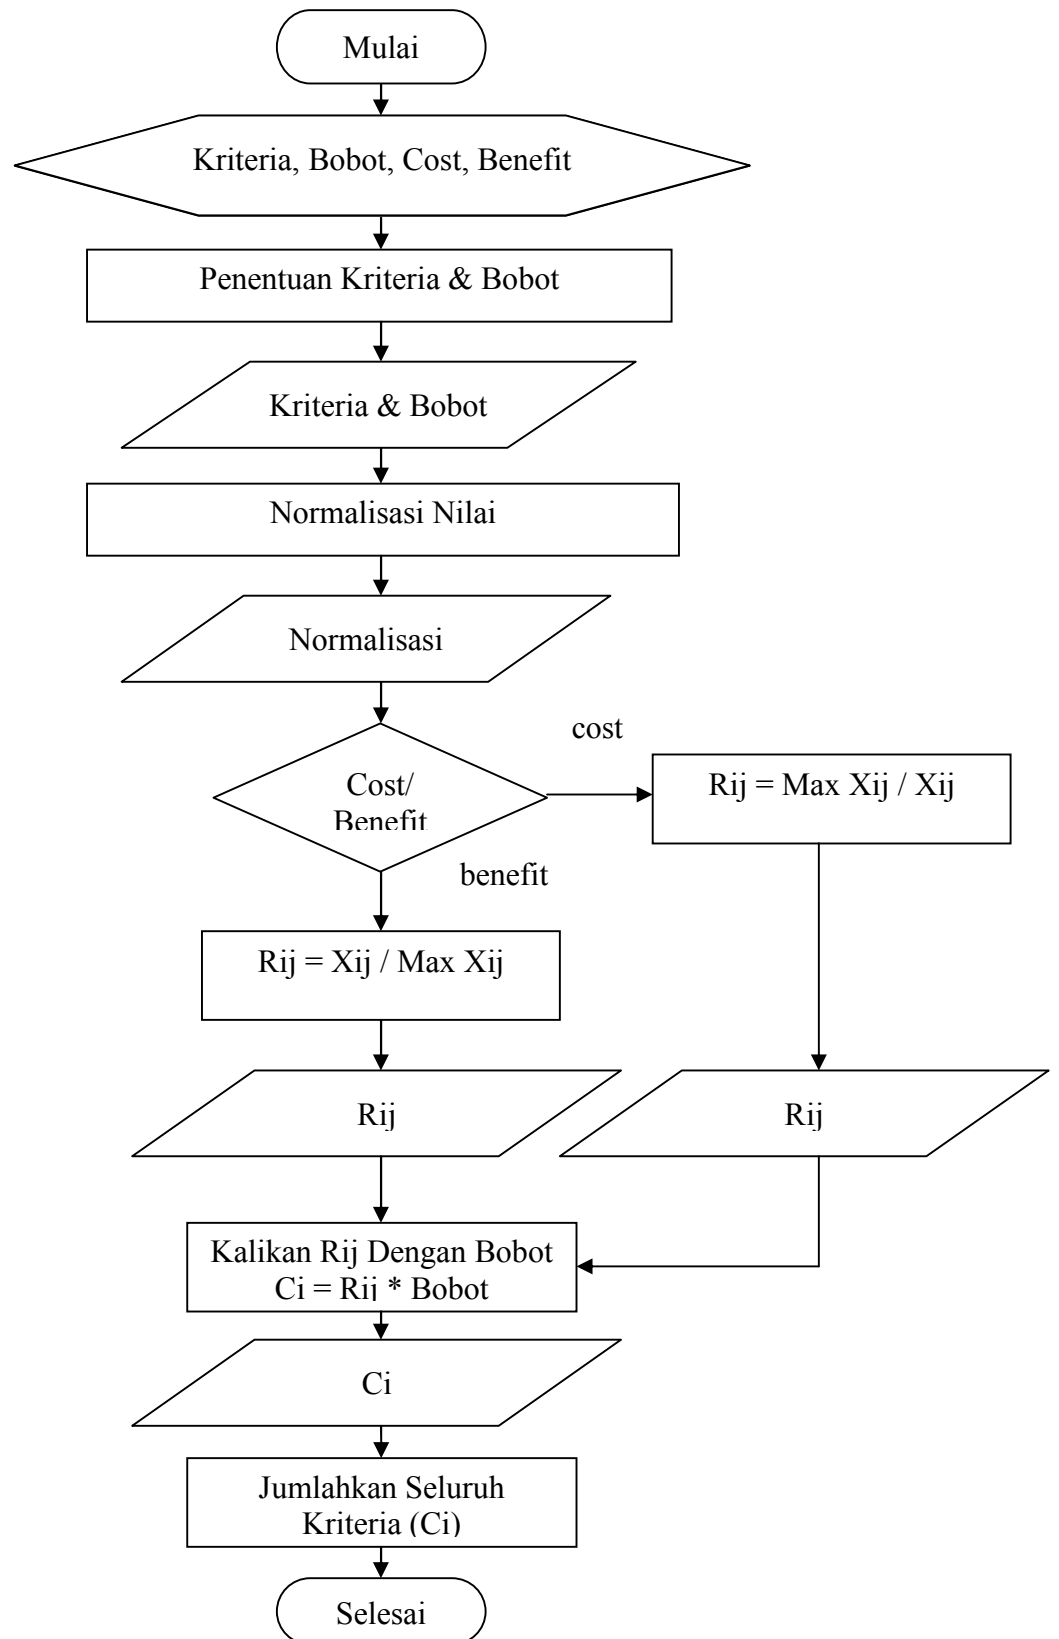 Mulai
Kriteria, Bobot, Cost, Benefit
Penentuan Kriteria & Bobot
Kriteria & Bobot
Normalisasi Nilai
Normalisasi
cost
Cost/
Benefit
Rij = Max Xij / Xij
benefit
Rij = Xij / Max Xij
Rij
Rij
Kalikan Rij Dengan Bobot
Ci = Rij * Bobot
Ci
Jumlahkan Seluruh
Kriteria (Ci)
Selesai